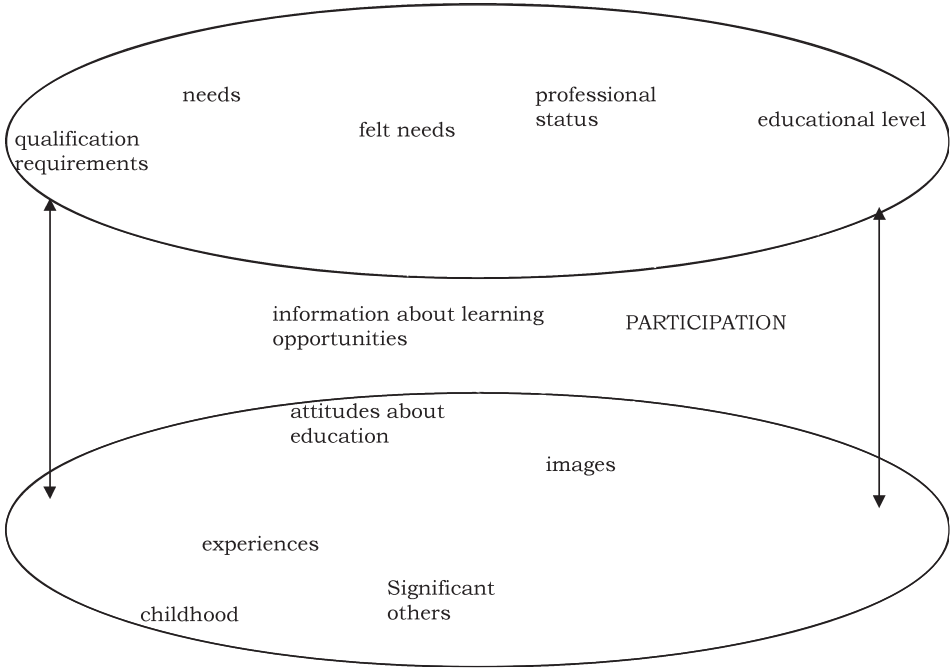 needs
professional
status
educational level
felt needs
qualification
requirements
information about learning
opportunities
PARTICIPATION
attitudes about
education
images
experiences
Significant
others
childhood